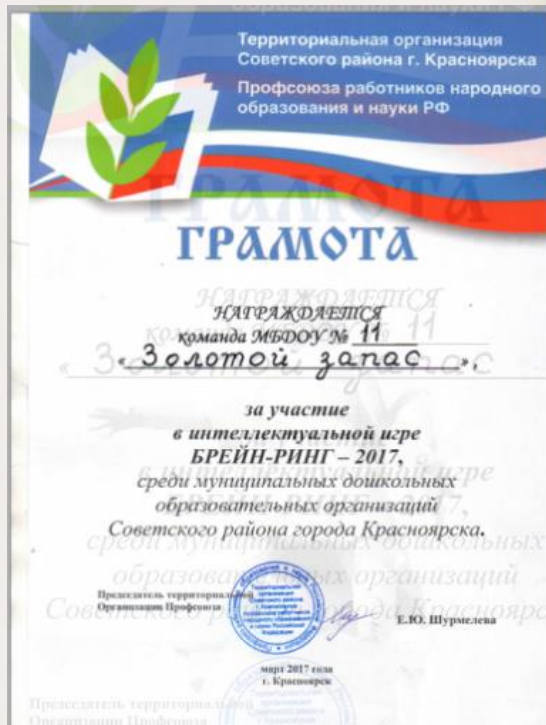 Территориальная организация
Советского района г. Красноярска
Профсоюза работников народного
образования и науки РФ
ГРАМОТА
НАГРАЖДАЕТСЯ
команда МБДОУ № 11
« Золотой запас »,
за участие
в интеллектуальной игре
БРЕЙН-РИНГ – 2017,
среди муниципальных дошкольных
образовательных организаций
Советского района города Красноярска.
Председатель территориальной
Организации Профсоюза
Е.Ю. Шурмелева
март 2017 года
г. Красноярск